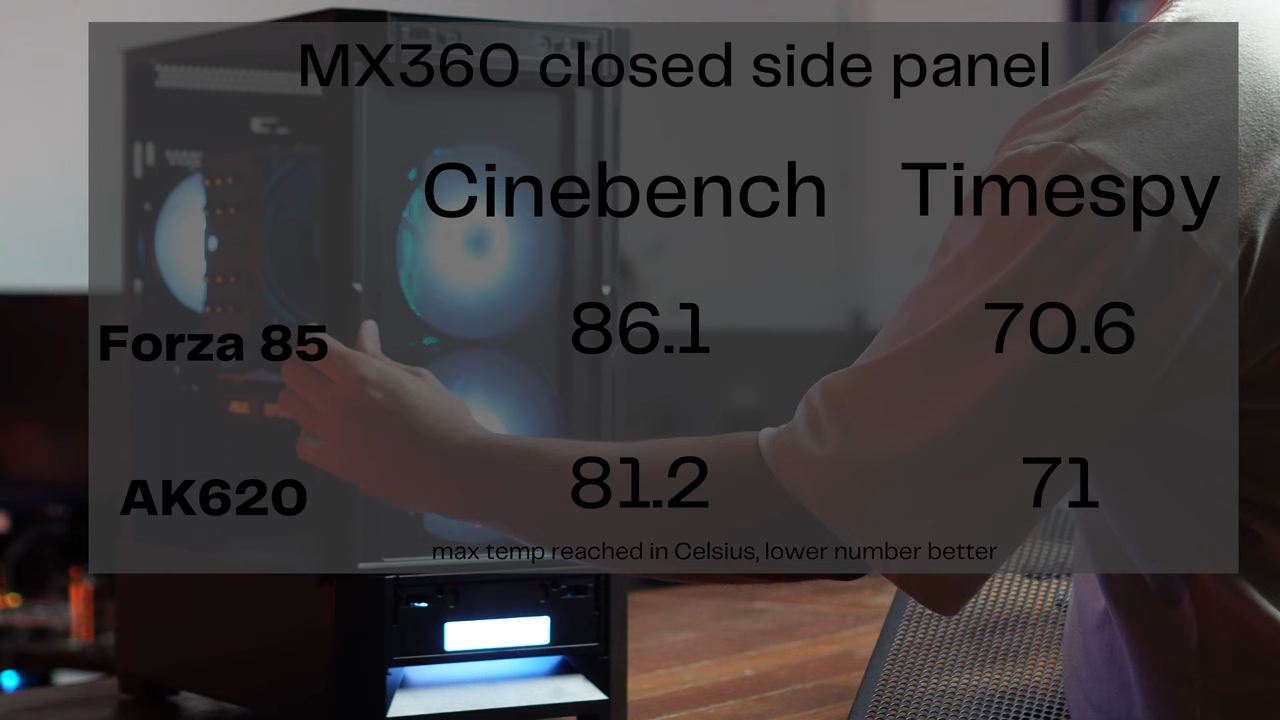 MX360 closed side panel
Cinebench Timespy
Forza 85 86.1 70.6
AK620 81.2 71
max temp reached in Celsius, lower number better